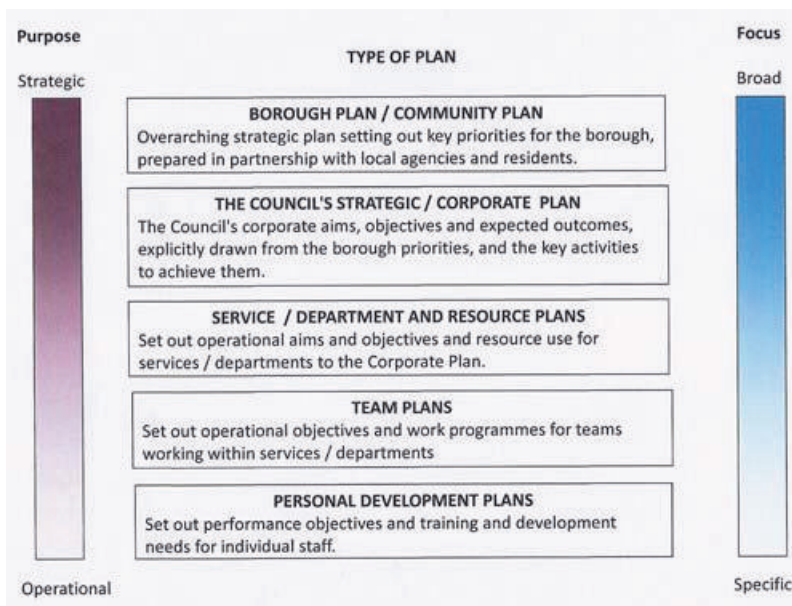 Purpose
Strategic
TYPE OF PLAN
Focus
Broad
BOROUGH PLAN / COMMUNITY PLAN
Overarching strategic plan setting out key priorities for the borough,
prepared in partnership with local agencies and residents.
THE COUNCIL'S STRATEGIC / CORPORATE PLAN
The Council's corporate aims, objectives and expected outcomes,
explicitly drawn from the borough priorities, and the key activities
to achieve them.
SERVICE / DEPARTMENT AND RESOURCE PLANS
Set out operational aims and objectives and resource use for
services / departments to the Corporate Plan.
TEAM PLANS
Set out operational objectives and work programmes for teams
working within services / departments
PERSONAL DEVELOPMENT PLANS
Set out performance objectives and training and development
needs for individual staff.
Operational
Specific